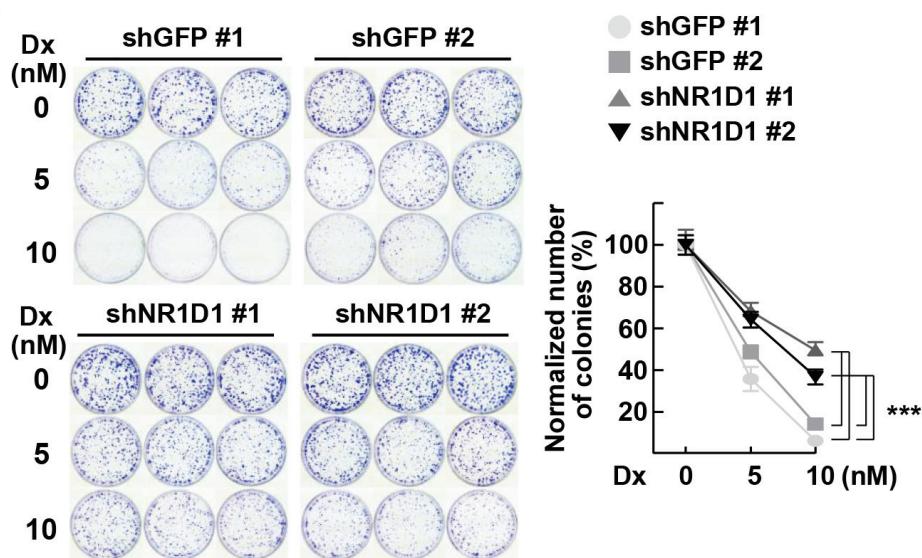 Dx
(nM)
shGFP #1
shGFP #2
0
5
10
Dx
(nM)
shNR1D1 #1
shNR1D1 #2
0
5
10
shGFP #1
shGFP #2
shNR1D1 #1
shNR1D1 #2
Normalized number
of colonies (%)
100
80
60
40
20
***
Dx 0 5 10 (nM)